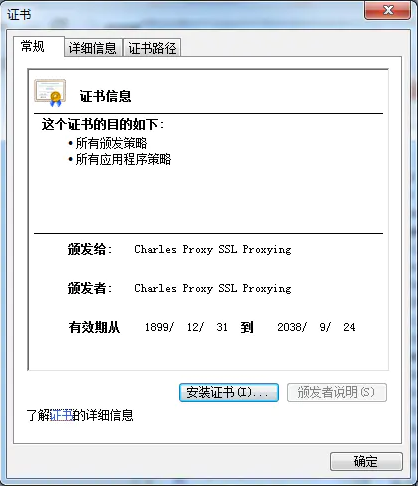 证书
常规 详细信息 证书路径
证书信息
这个证书的目的如下:
• 所有颁发策略
• 所有应用程序策略
颁发给: Charles Proxy SSL Proxying
颁发者: Charles Proxy SSL Proxying
有效期从 1899/ 12/ 31 到 2038/ 9/ 24
安装证书(I)... 颁发者说明(S)
了解证书的详细信息
确定